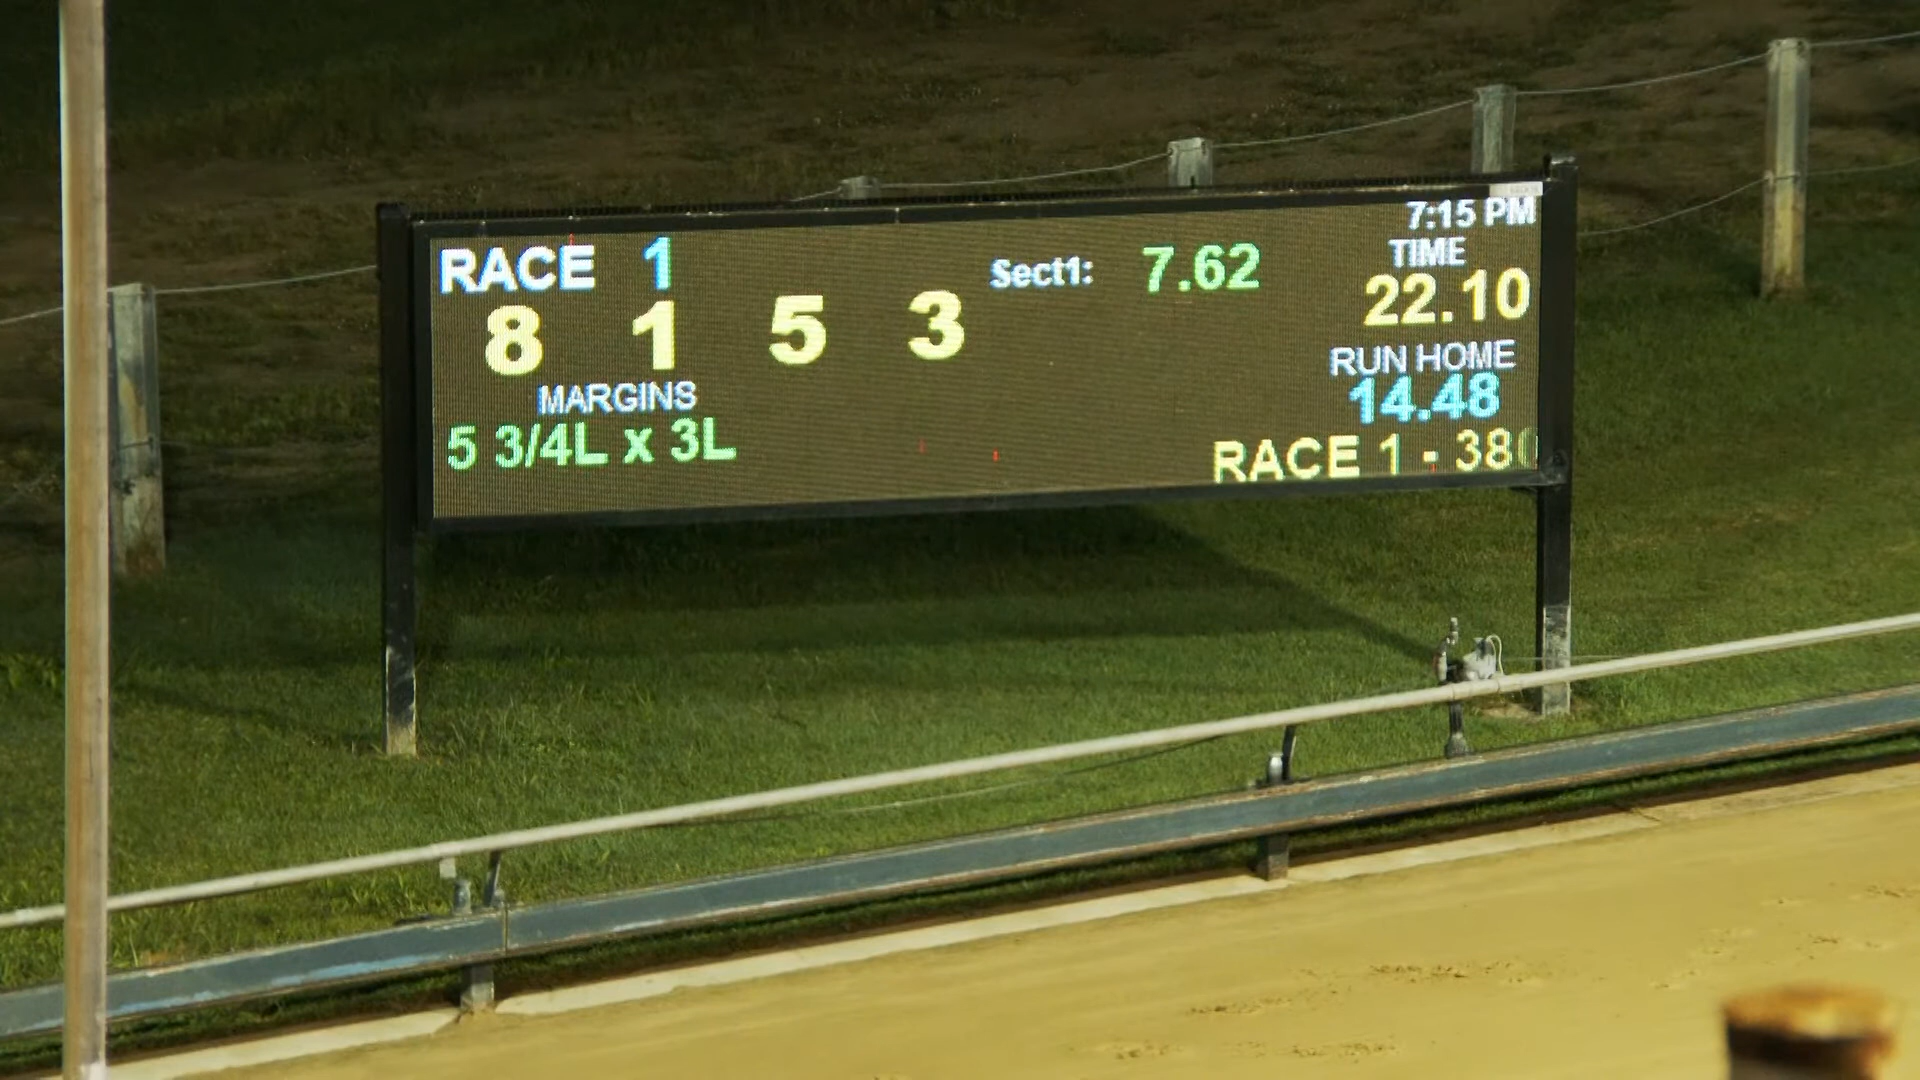 7:15 PM
RACE 1 Sect1: 7.62 TIME
8 1 5 3 22.10
MARGINS RUN HOME
14.48
5 3/4L x 3L RACE 1 - 380